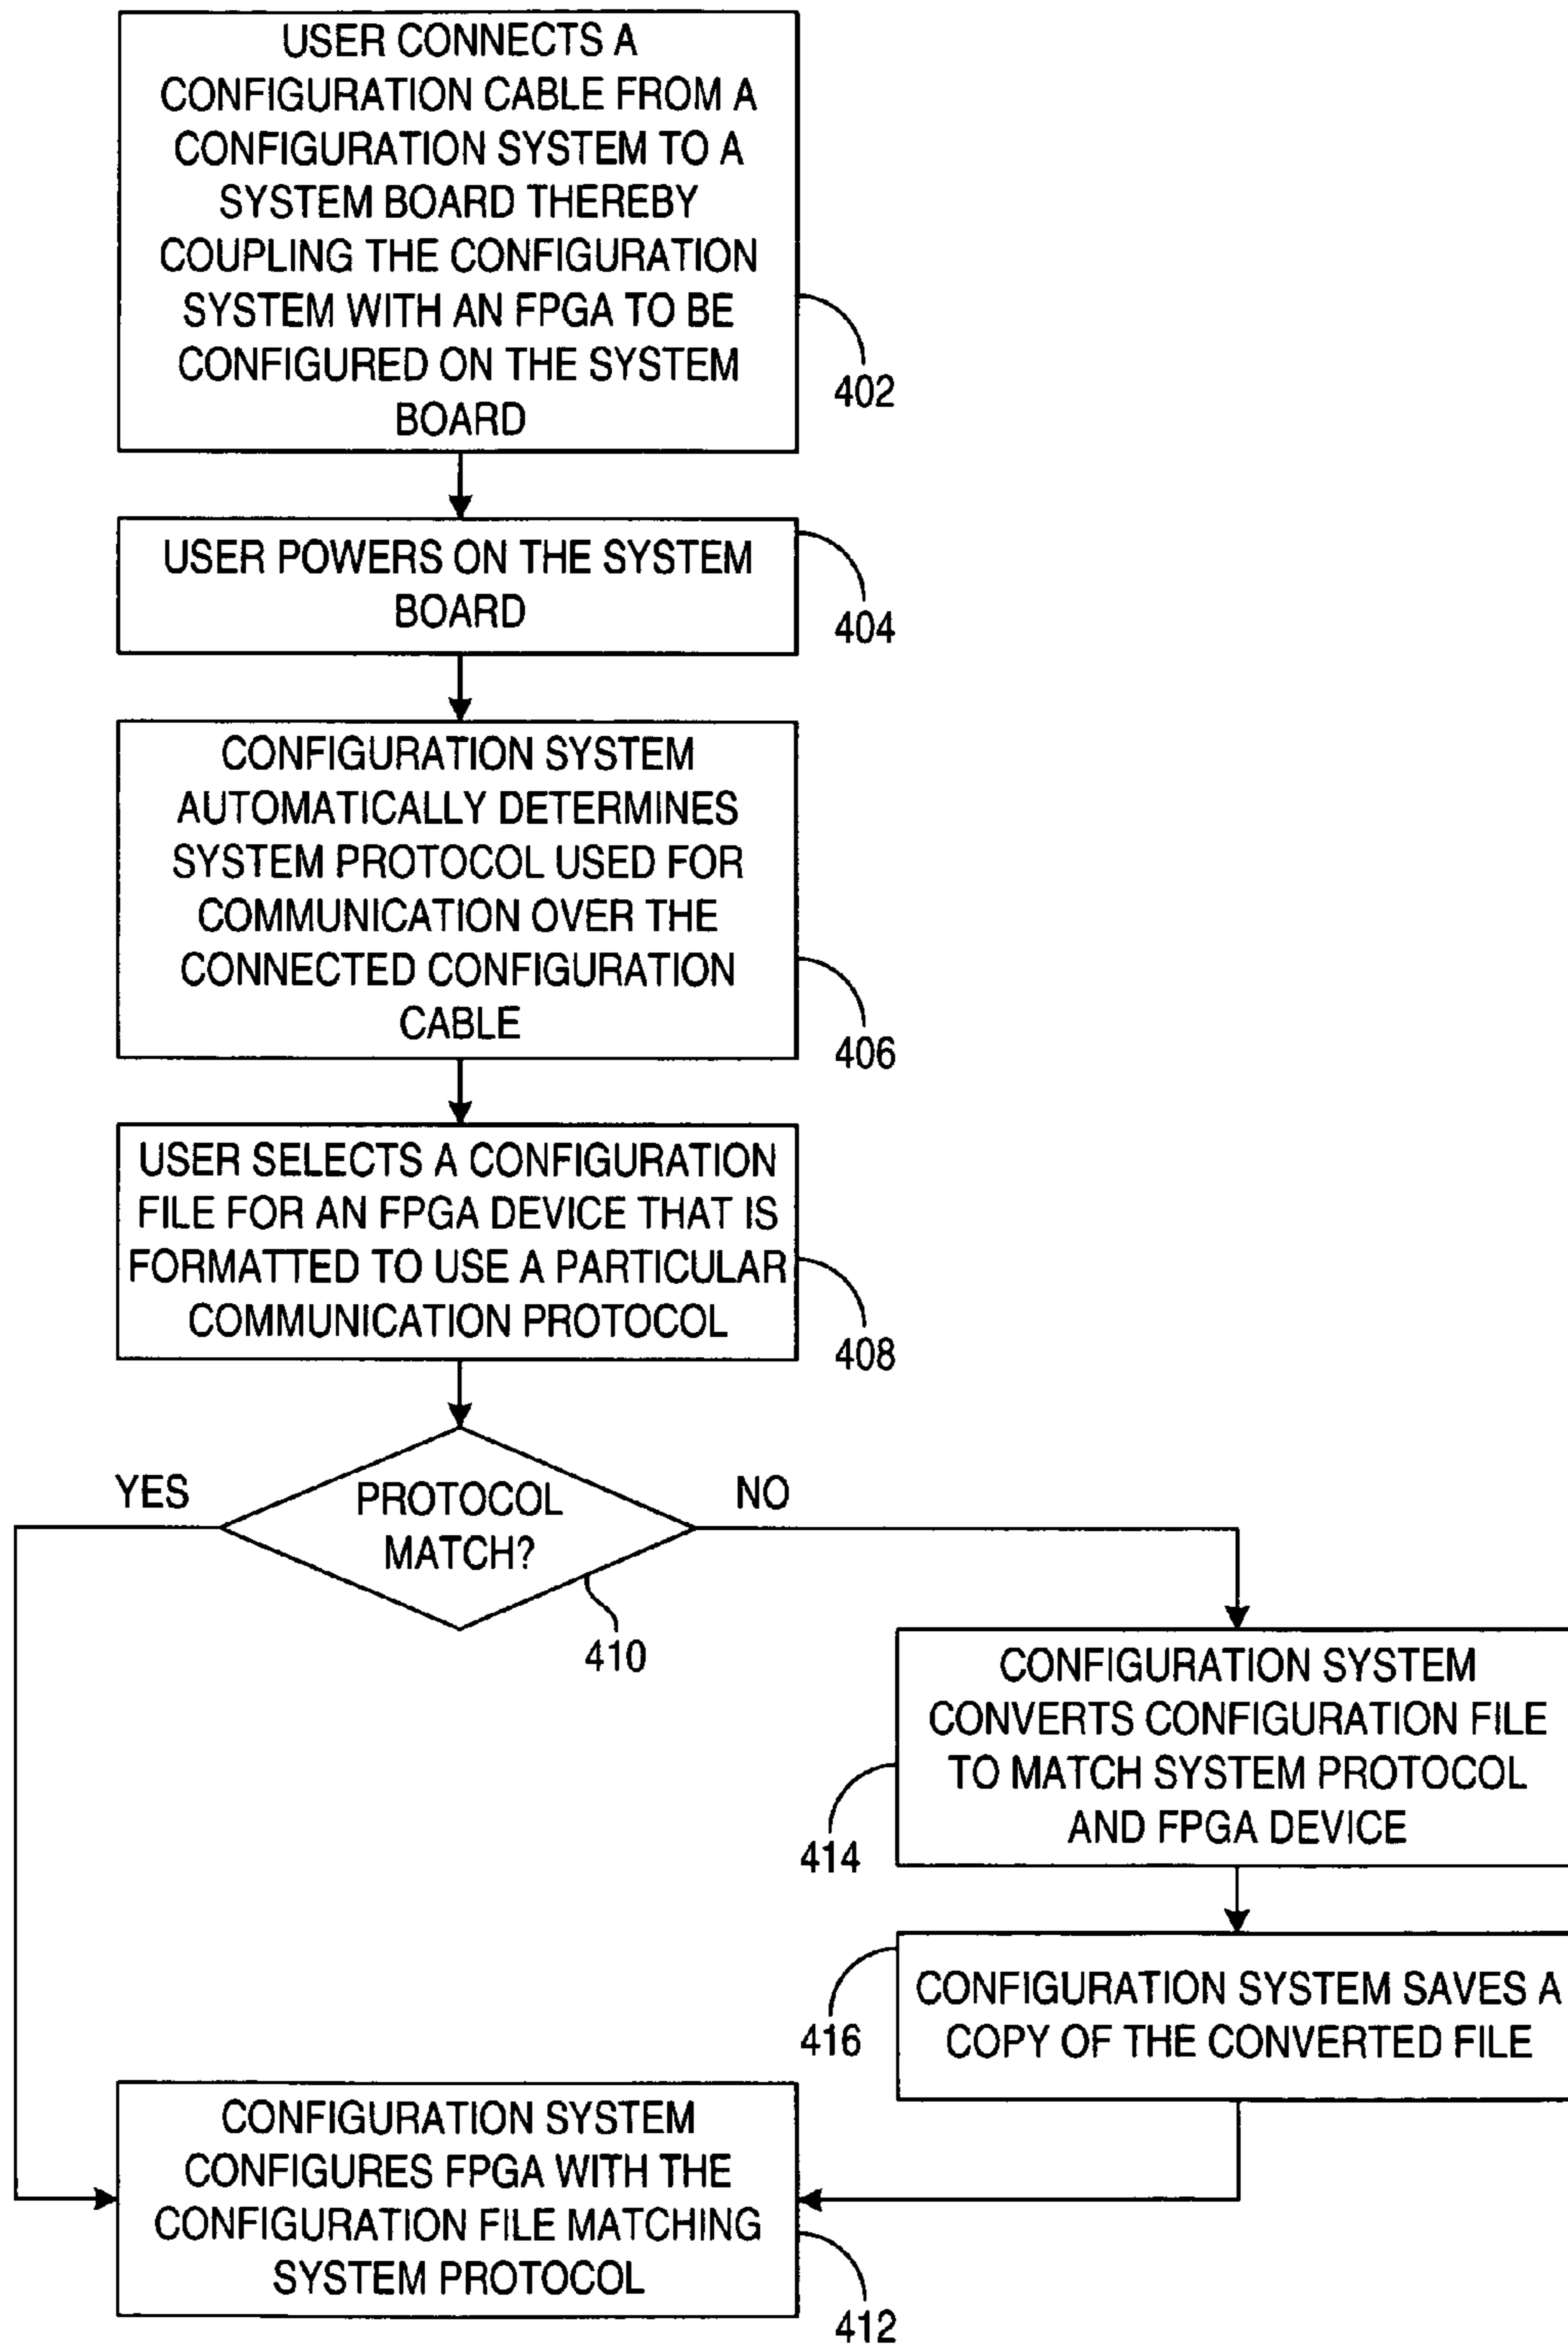 USER CONNECTS A
CONFIGURATION CABLE FROM A
CONFIGURATION SYSTEM TO A
SYSTEM BOARD THEREBY
COUPLING THE CONFIGURATION
SYSTEM WITH AN FPGA TO BE
CONFIGURED ON THE SYSTEM
BOARD
402
USER POWERS ON THE SYSTEM
BOARD
404
CONFIGURATION SYSTEM
AUTOMATICALLY DETERMINES
SYSTEM PROTOCOL USED FOR
COMMUNICATION OVER THE
CONNECTED CONFIGURATION
CABLE
406
USER SELECTS A CONFIGURATION
FILE FOR AN FPGA DEVICE THAT IS
FORMATTED TO USE A PARTICULAR
COMMUNICATION PROTOCOL
408
YES
PROTOCOL
MATCH?
NO
410
CONFIGURATION SYSTEM
CONVERTS CONFIGURATION FILE
TO MATCH SYSTEM PROTOCOL
AND FPGA DEVICE
414
CONFIGURATION SYSTEM SAVES A
COPY OF THE CONVERTED FILE
416
CONFIGURATION SYSTEM
CONFIGURES FPGA WITH THE
CONFIGURATION FILE MATCHING
SYSTEM PROTOCOL
412